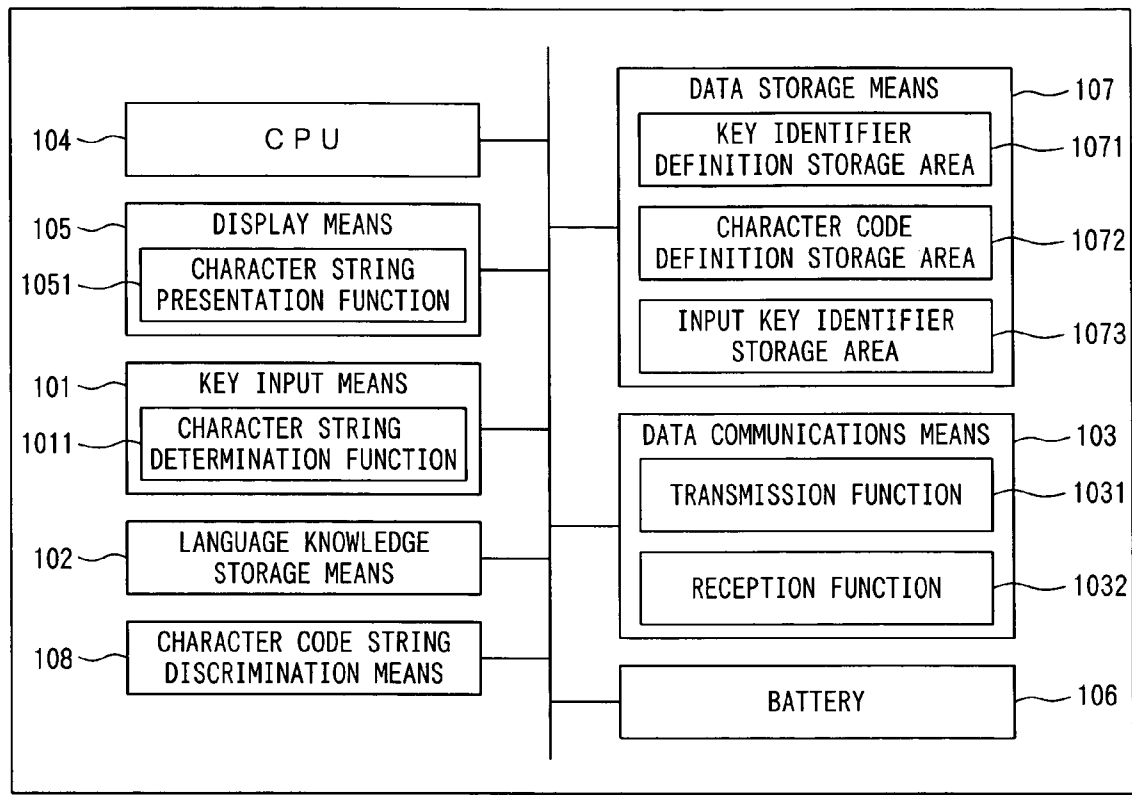 104
C P U
105
DISPLAY MEANS
1051
CHARACTER STRING
PRESENTATION FUNCTION
101
KEY INPUT MEANS
1011
CHARACTER STRING
DETERMINATION FUNCTION
102
LANGUAGE KNOWLEDGE
STORAGE MEANS
108
CHARACTER CODE STRING
DISCRIMINATION MEANS
DATA STORAGE MEANS
107
KEY IDENTIFIER
DEFINITION STORAGE AREA
1071
CHARACTER CODE
DEFINITION STORAGE AREA
1072
INPUT KEY IDENTIFIER
STORAGE AREA
1073
DATA COMMUNICATIONS MEANS
103
TRANSMISSION FUNCTION
1031
RECEPTION FUNCTION
1032
BATTERY
106